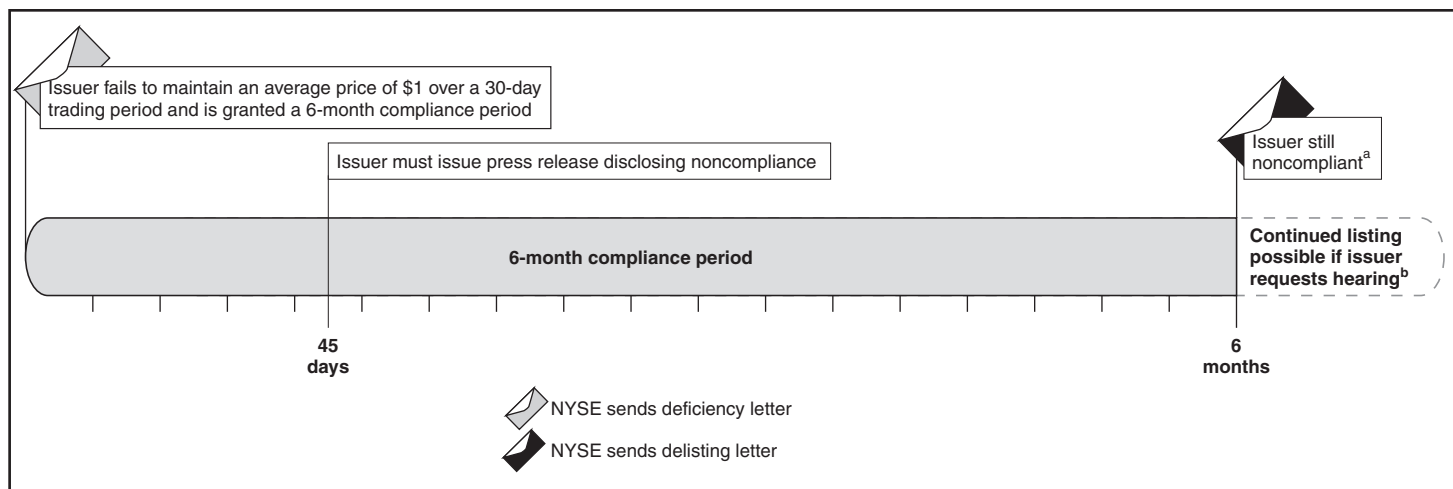 Issuer fails to maintain an average price of $1 over a 30-day
trading period and is granted a 6-month compliance period
Issuer must issue press release disclosing noncompliance
Issuer still
noncompliantᵃ
6-month compliance period
Continued listing
possible if issuer
requests hearingᵇ
45
days
6
months
NYSE sends deficiency letter
NYSE sends delisting letter